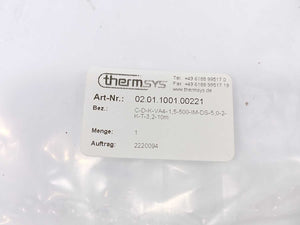 thermsys
Tel. +49 6188 99517 0
Fax +49 6188 99517 19
www.thermsys.de
Art-Nr.: 02.01.1001.00221
Bez.: C-D-K-VA4-1,5-500-IM-DS-5,0-2-
K-T-3,2-10m
Menge: 1
Auftrag: 2220094